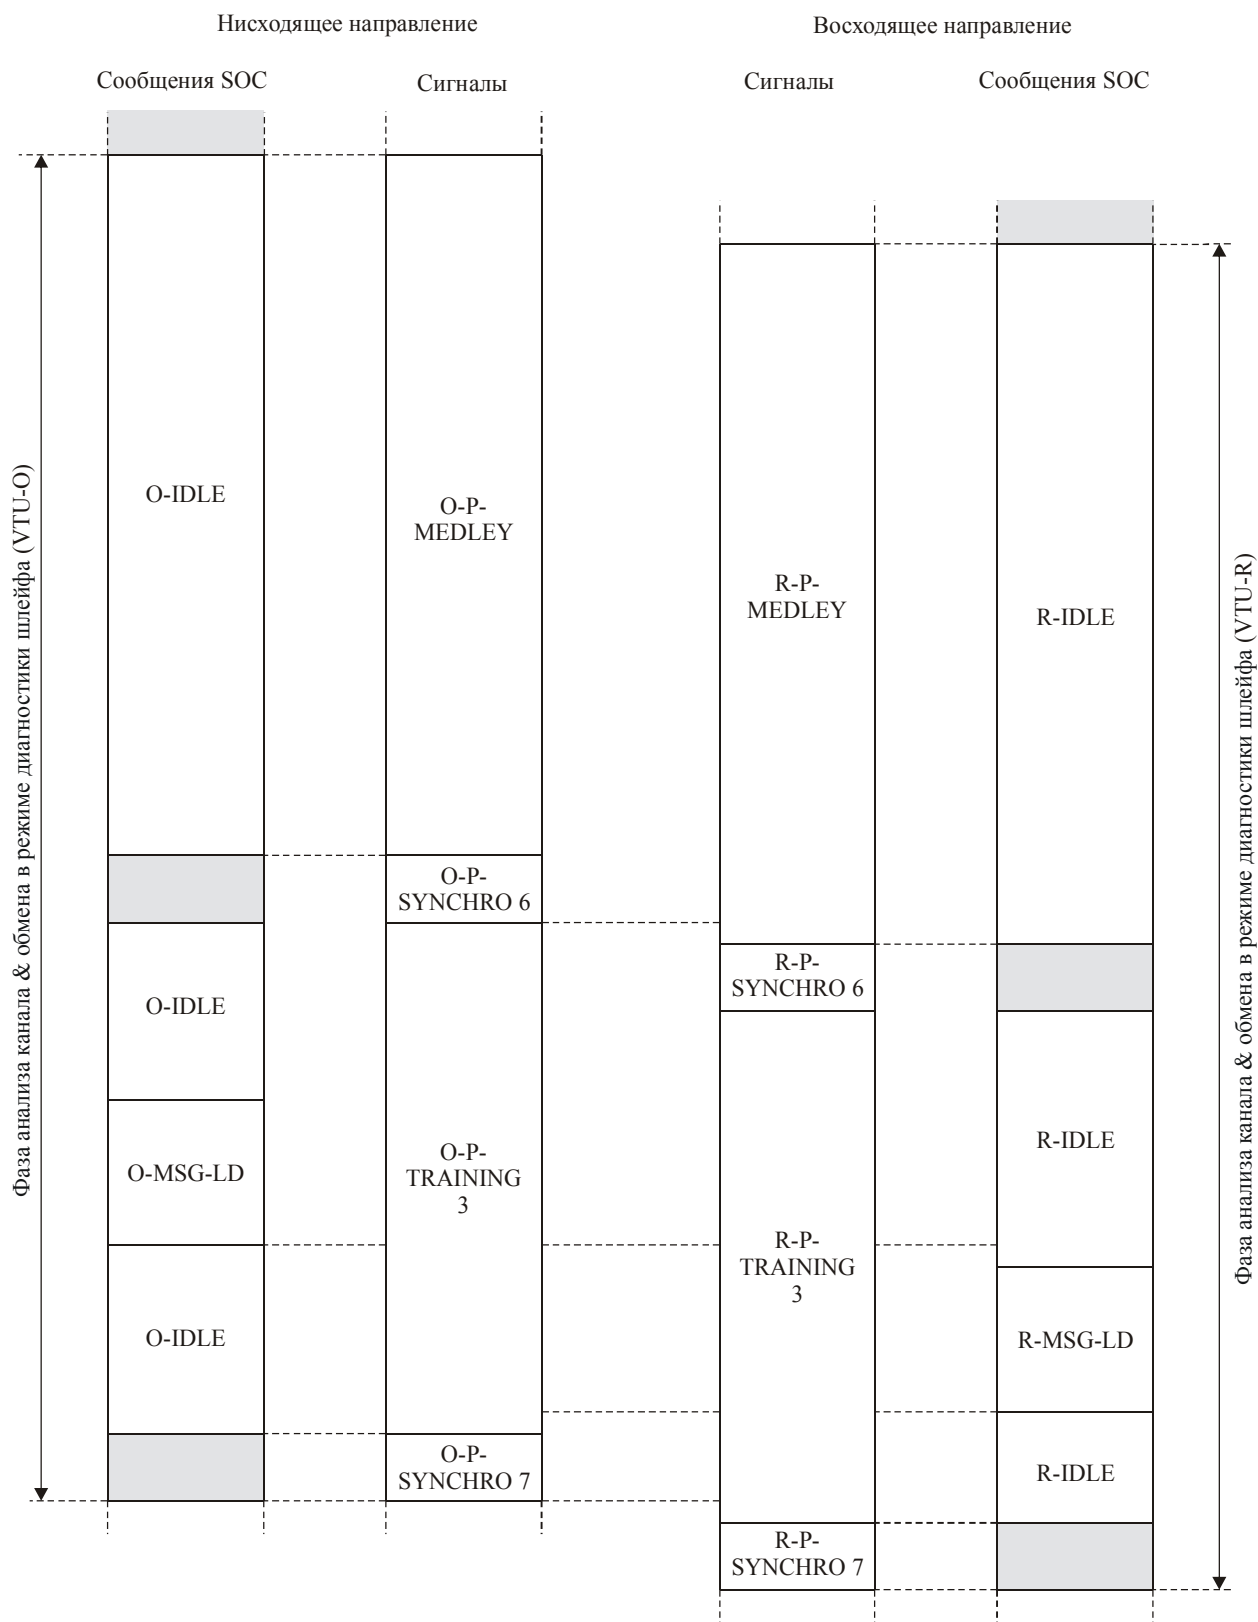 Нисходящее направление
Восходящее направление
Сообщения SOC
Сигналы
Сигналы
Сообщения SOC
Фаза анализа канала & обмена в режиме диагностики шлейфа (VTU-O)
O-IDLE
O-P-
MEDLEY
R-P-
MEDLEY
R-IDLE
Фаза анализа канала & обмена в режиме диагностики шлейфа (VTU-R)
O-P-
SYNCHRO 6
R-P-
SYNCHRO 6
O-IDLE
O-MSG-LD
O-P-
TRAINING
3
R-IDLE
R-P-
TRAINING
3
O-IDLE
R-MSG-LD
O-P-
SYNCHRO 7
R-IDLE
R-P-
SYNCHRO 7